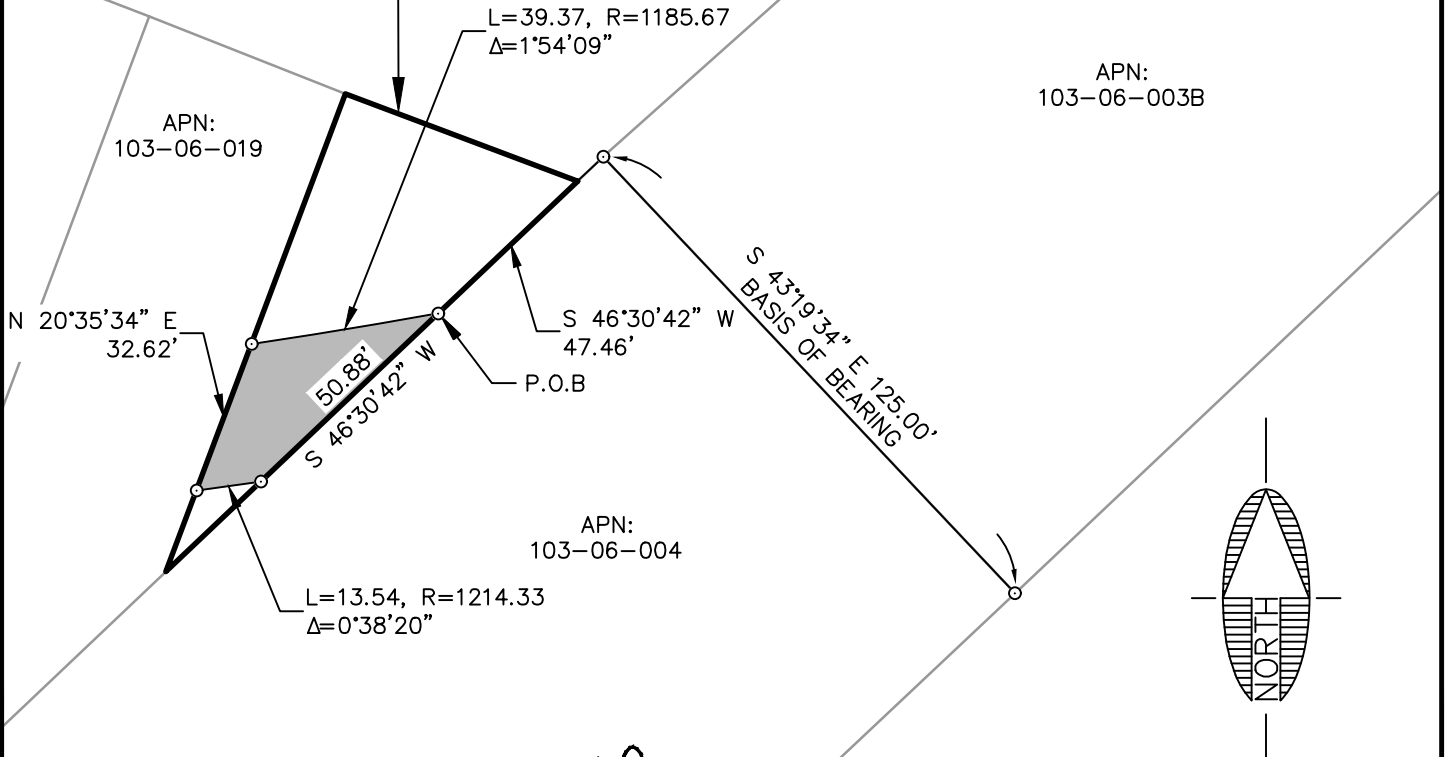 L=39.37, R=1185.67
Δ=1°54'09"
APN:
103-06-003B
APN:
103-06-019
S 43°19'34" E 125.00'
BASIS OF BEARING
N 20°35'34" E
32.62'
S 46°30'42" W
47.46'
50.88'
S 46°30'42" W
P.O.B
APN:
103-06-004
L=13.54, R=1214.33
Δ=0°38'20"
NORTH